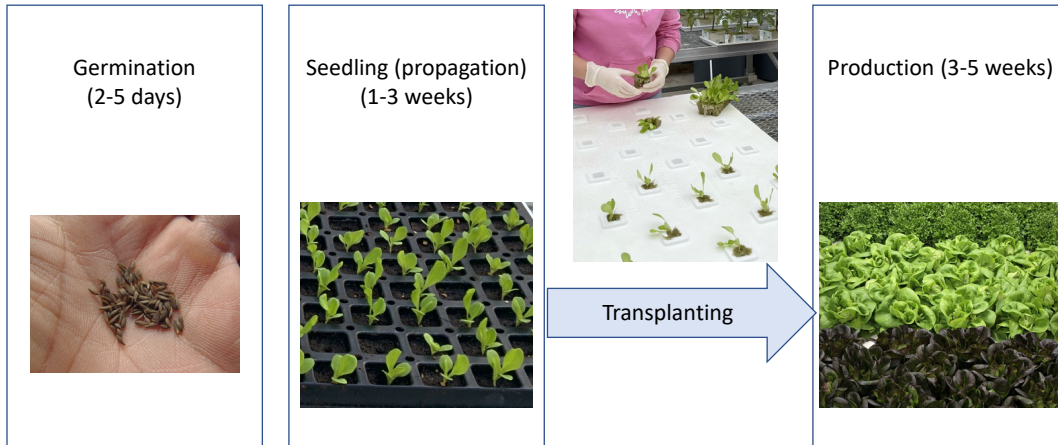 Germination
(2-5 days)
Seedling (propagation)
(1-3 weeks)
Transplanting
Production (3-5 weeks)